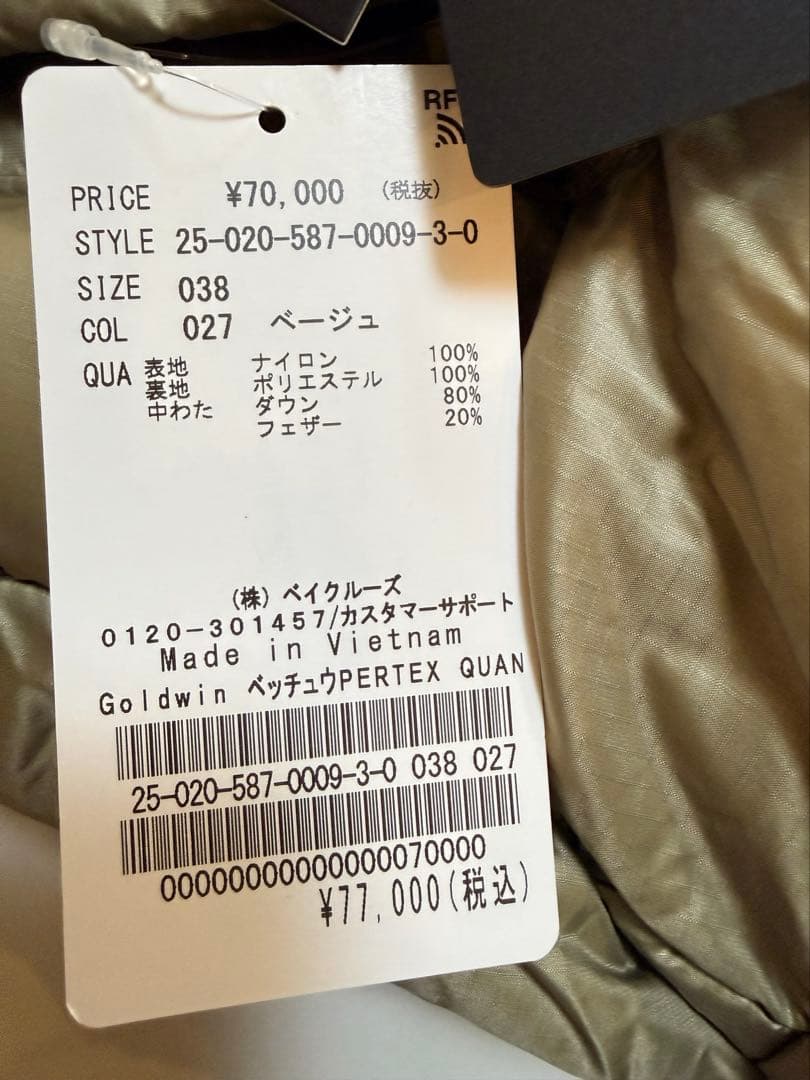 RF
PRICE ¥70,000 (税抜)
STYLE 25-020-587-0009-3-0
SIZE 038
COL 027 ベージュ
QUA 表地 ナイロン 100%
裏地 ポリエステル 100%
中わた ダウン 80%
フェザー 20%
(株) ベイクルーズ
0120-301457/カスタマーサポート
Made in Vietnam
Goldwin ベッチュウPERTEX QUAN
25-020-587-0009-3-0 038 027
00000000000000070000
¥77,000(税込)